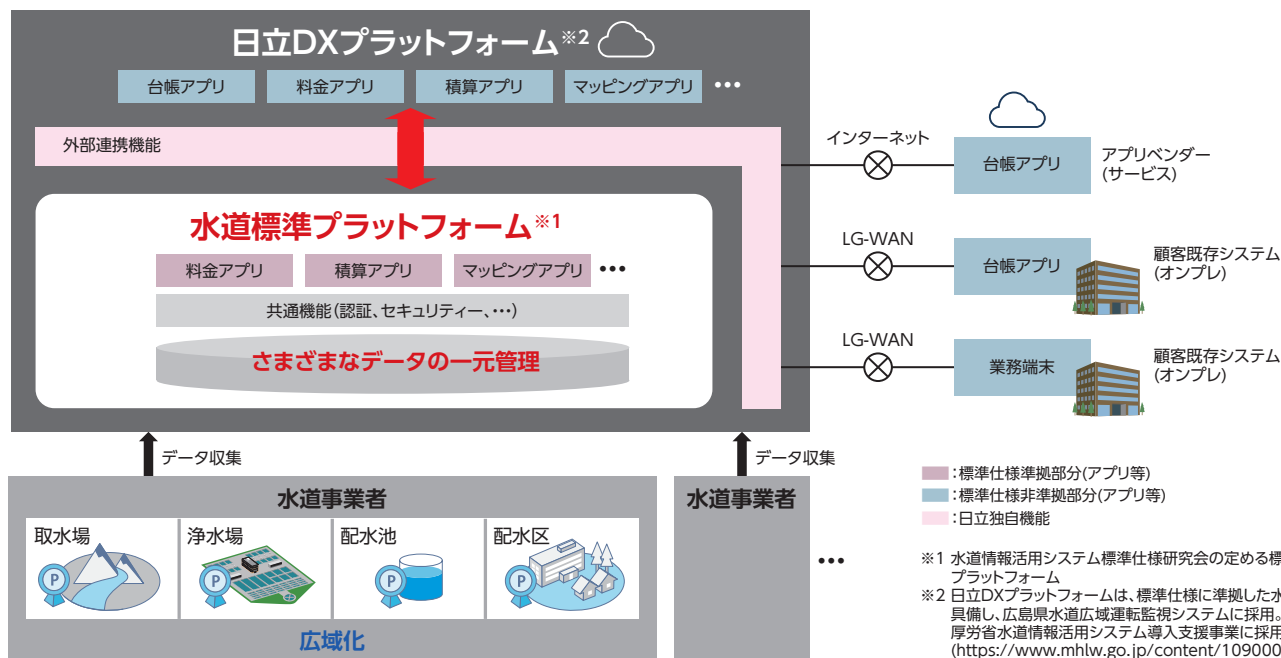 日立DXプラットフォーム※2
台帳アプリ 料金アプリ 積算アプリ マッピングアプリ •••
外部連携機能
水道標準プラットフォーム※1
料金アプリ 積算アプリ マッピングアプリ •••
共通機能(認証、セキュリティー、•••)
さまざまなデータの一元管理
インターネット
台帳アプリ
アプリベンダー
(サービス)
LG-WAN
台帳アプリ
顧客既存システム
(オンプレ)
LG-WAN
業務端末
顧客既存システム
(オンプレ)
データ収集
データ収集
水道事業者
取水場 浄水場 配水池 配水区
P P P P
広域化
水道事業者
•••
:標準仕様準拠部分(アプリ等)
:標準仕様非準拠部分(アプリ等)
:日立独自機能
※1 水道情報活用システム標準仕様研究会の定める標
プラットフォーム
※2 日立DXプラットフォームは、標準仕様に準拠した水
具備し、広島県水道広域運転監視システムに採用。
厚労省水道情報活用システム導入支援事業に採用
(https://www.mhlw.go.jp/content/109000